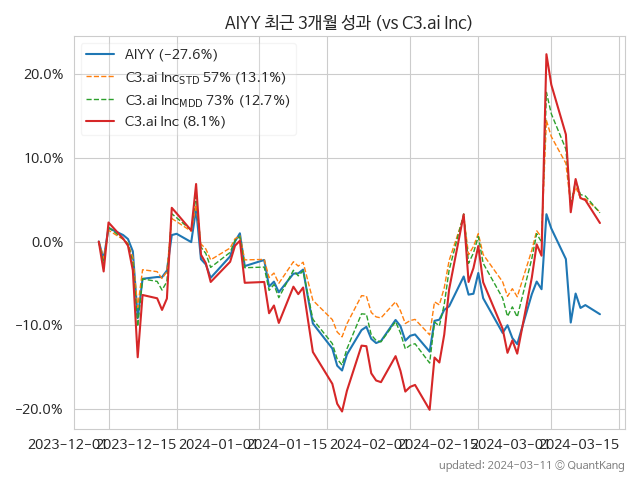 AIYY 최근 3개월 성과 (vs C3.ai Inc)
AIYY (−27.6%)
C3.ai Inc_STD 57% (13.1%)
C3.ai Inc_MDD 73% (12.7%)
C3.ai Inc (8.1%)
20.0%
10.0%
0.0%
−10.0%
−20.0%
2023−12−01 2023−12−15 2024−01−01 2024−01−15 2024−02−01 2024−02−15 2024−03−01 2024−03−15
updated: 2024-03-11 © QuantKang